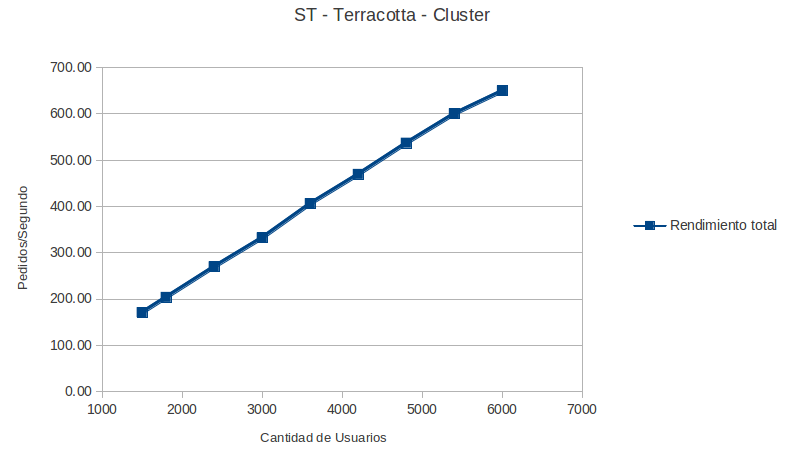 ST - Terracotta - Cluster
700.00
600.00
500.00
400.00
300.00
200.00
100.00
0.00
Pedidos/Segundo
1000 2000 3000 4000 5000 6000 7000
Cantidad de Usuarios
Rendimiento total